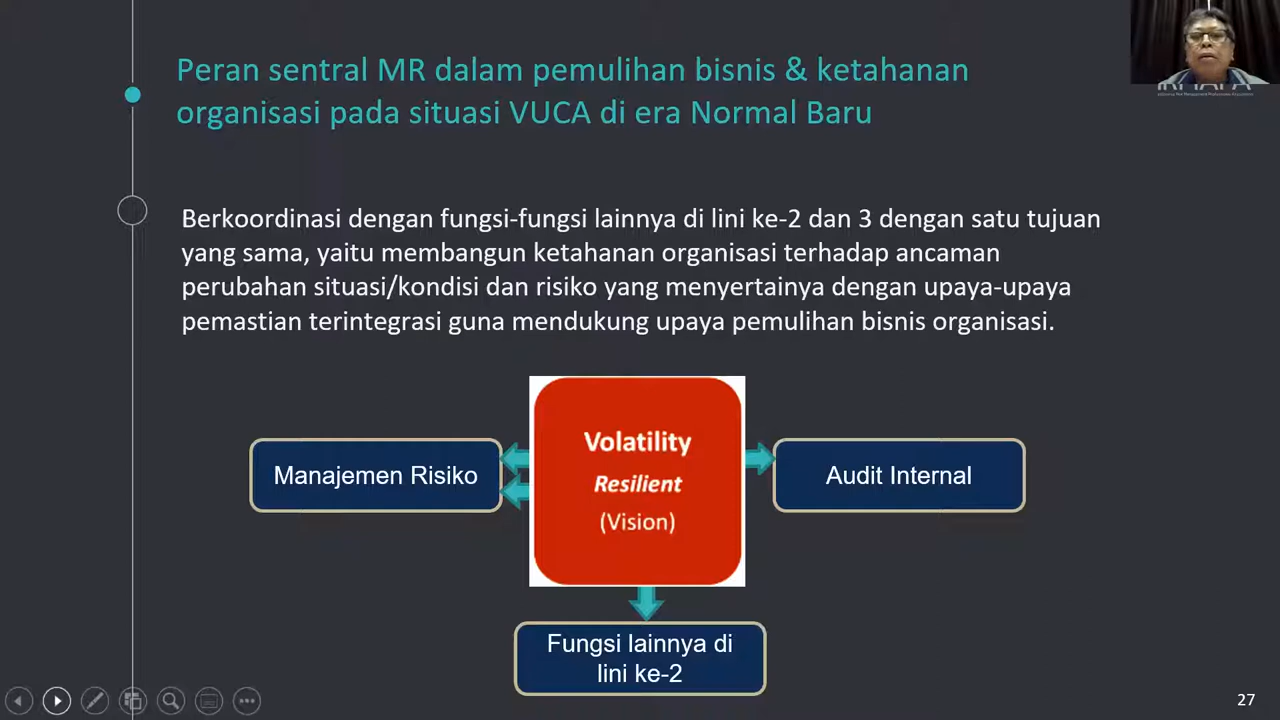 Peran sentral MR dalam pemulihan bisnis & ketahanan
organisasi pada situasi VUCA di era Normal Baru
Berkoordinasi dengan fungsi-fungsi lainnya di lini ke-2 dan 3 dengan satu tujuan
yang sama, yaitu membangun ketahanan organisasi terhadap ancaman
perubahan situasi/kondisi dan risiko yang menyertainya dengan upaya-upaya
pemastian terintegrasi guna mendukung upaya pemulihan bisnis organisasi.
Volatility
Resilient
(Vision)
Manajemen Risiko
Audit Internal
Fungsi lainnya di
lini ke-2
27